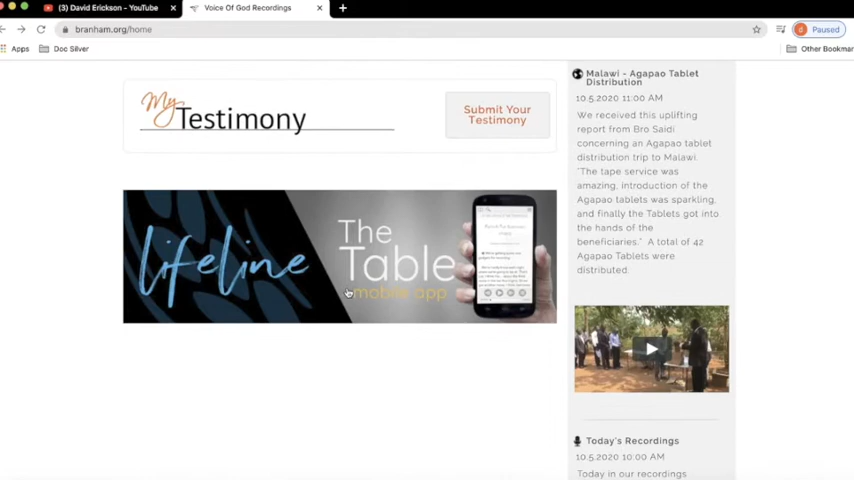 (3) David Erickson - YouTube
Voice Of God Recordings
branham.org/home
d Paused
Apps
Doc Silver
Other Bookmar
My Testimony
Submit Your
Testimony
lifeline
The
Table
mobile app
Malawi - Agapao Tablet
Distribution
10.5.2020 11:00 AM
We received this uplifting
report from Bro Saidi
concerning an Agapao tablet
distribution trip to Malawi.
"The tape service was
amazing, introduction of the
Agapao tablets was sparkling,
and finally the Tablets got into
the hands of the
beneficiaries." A total of 42
Agapao Tablets were
distributed.
Today's Recordings
10.5.2020 10:00 AM
Today in our recordings